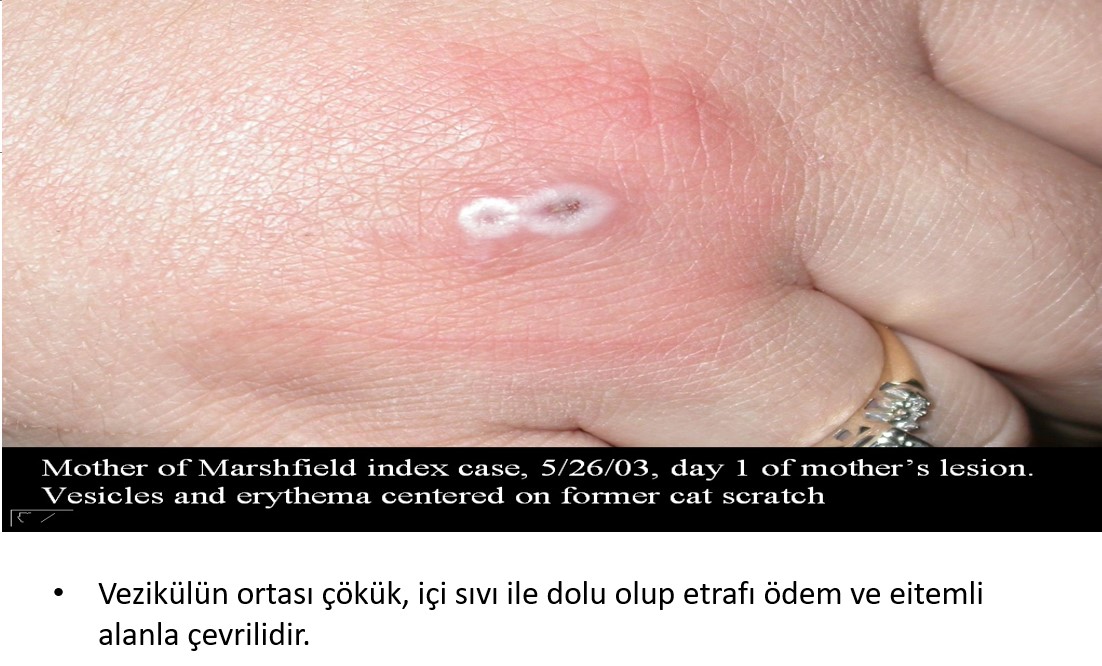 Mother of Marshfield index case, 5/26/03, day 1 of mother's lesion.
Vesicles and erythema centered on former cat scratch
• Vezikülün ortası çökük, içi sıvı ile dolu olup etrafı ödem ve eitemli
alanla çevrilidir.